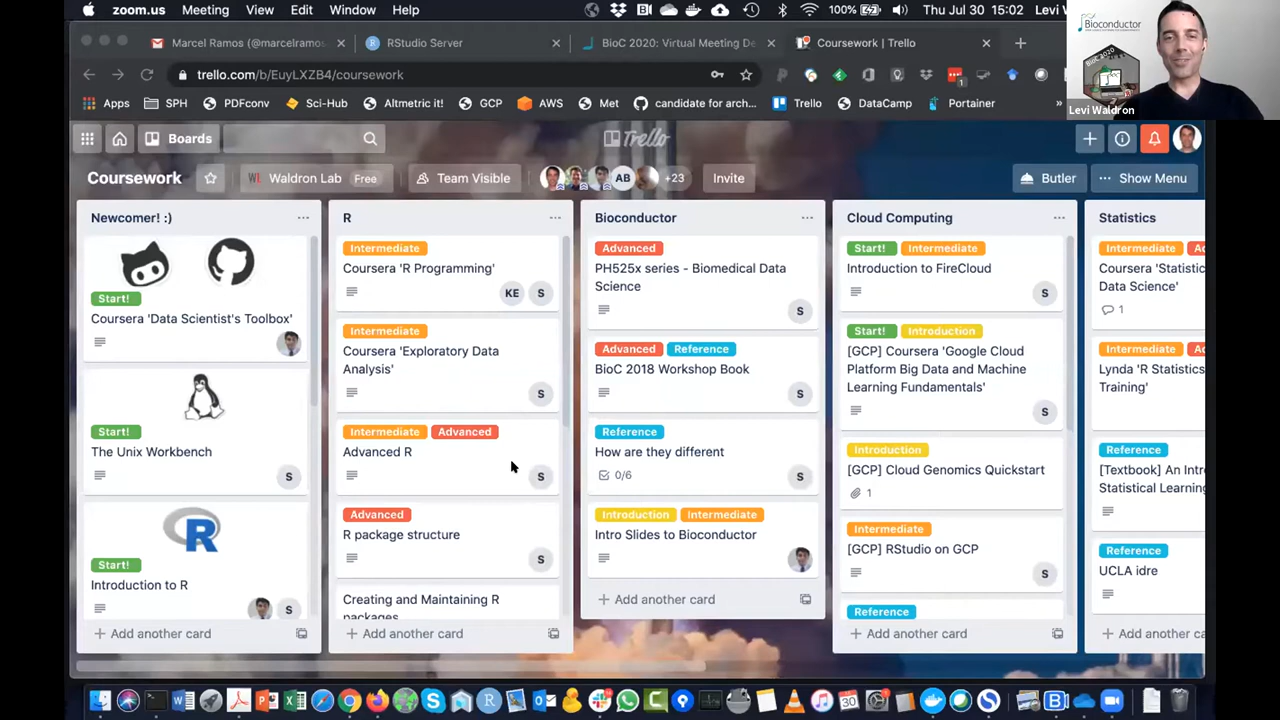 zoom.us Meeting View Edit Window Help 100% Thu Jul 30 15:02 Levi W
Bioconductor
BioC 2020
Levi Waldron
Marcel Ramos (@marcelramo
RStudio Server
BioC 2020: Virtual Meeting De
Coursework | Trello
trello.com/b/EuyLXZB4/coursework
Apps SPH PDFconv Sci-Hub Altmetric it! GCP AWS Met candidate for arch... Trello DataCamp Portainer »
Boards Trello
Coursework WL Waldron Lab Free Team Visible AB +23 Invite Butler ... Show Menu
Newcomer! :)
Start!
Coursera 'Data Scientist's Toolbox'
Start!
The Unix Workbench
S
Start!
Introduction to R
S
+ Add another card
R
Intermediate
Coursera 'R Programming'
KE S
Intermediate
Coursera 'Exploratory Data
Analysis'
S
Intermediate Advanced
Advanced R
S
Advanced
R package structure
S
Creating and Maintaining R
packages
+ Add another card
Bioconductor
Advanced
PH525x series - Biomedical Data
Science
S
Advanced Reference
BioC 2018 Workshop Book
S
Reference
How are they different
0/6 S
Introduction Intermediate
Intro Slides to Bioconductor
+ Add another card
Cloud Computing
Start! Intermediate
Introduction to FireCloud
S
Start! Introduction
[GCP] Coursera 'Google Cloud
Platform Big Data and Machine
Learning Fundamentals'
S
Introduction
[GCP] Cloud Genomics Quickstart
1
Intermediate
[GCP] RStudio on GCP
S
Reference
+ Add another card
Statistics
Intermediate Ac
Coursera 'Statistic
Data Science'
1
Intermediate Ac
Lynda 'R Statistics
Training'
Reference
[Textbook] An Intr
Statistical Learning
Reference
UCLA idre
+ Add another ca